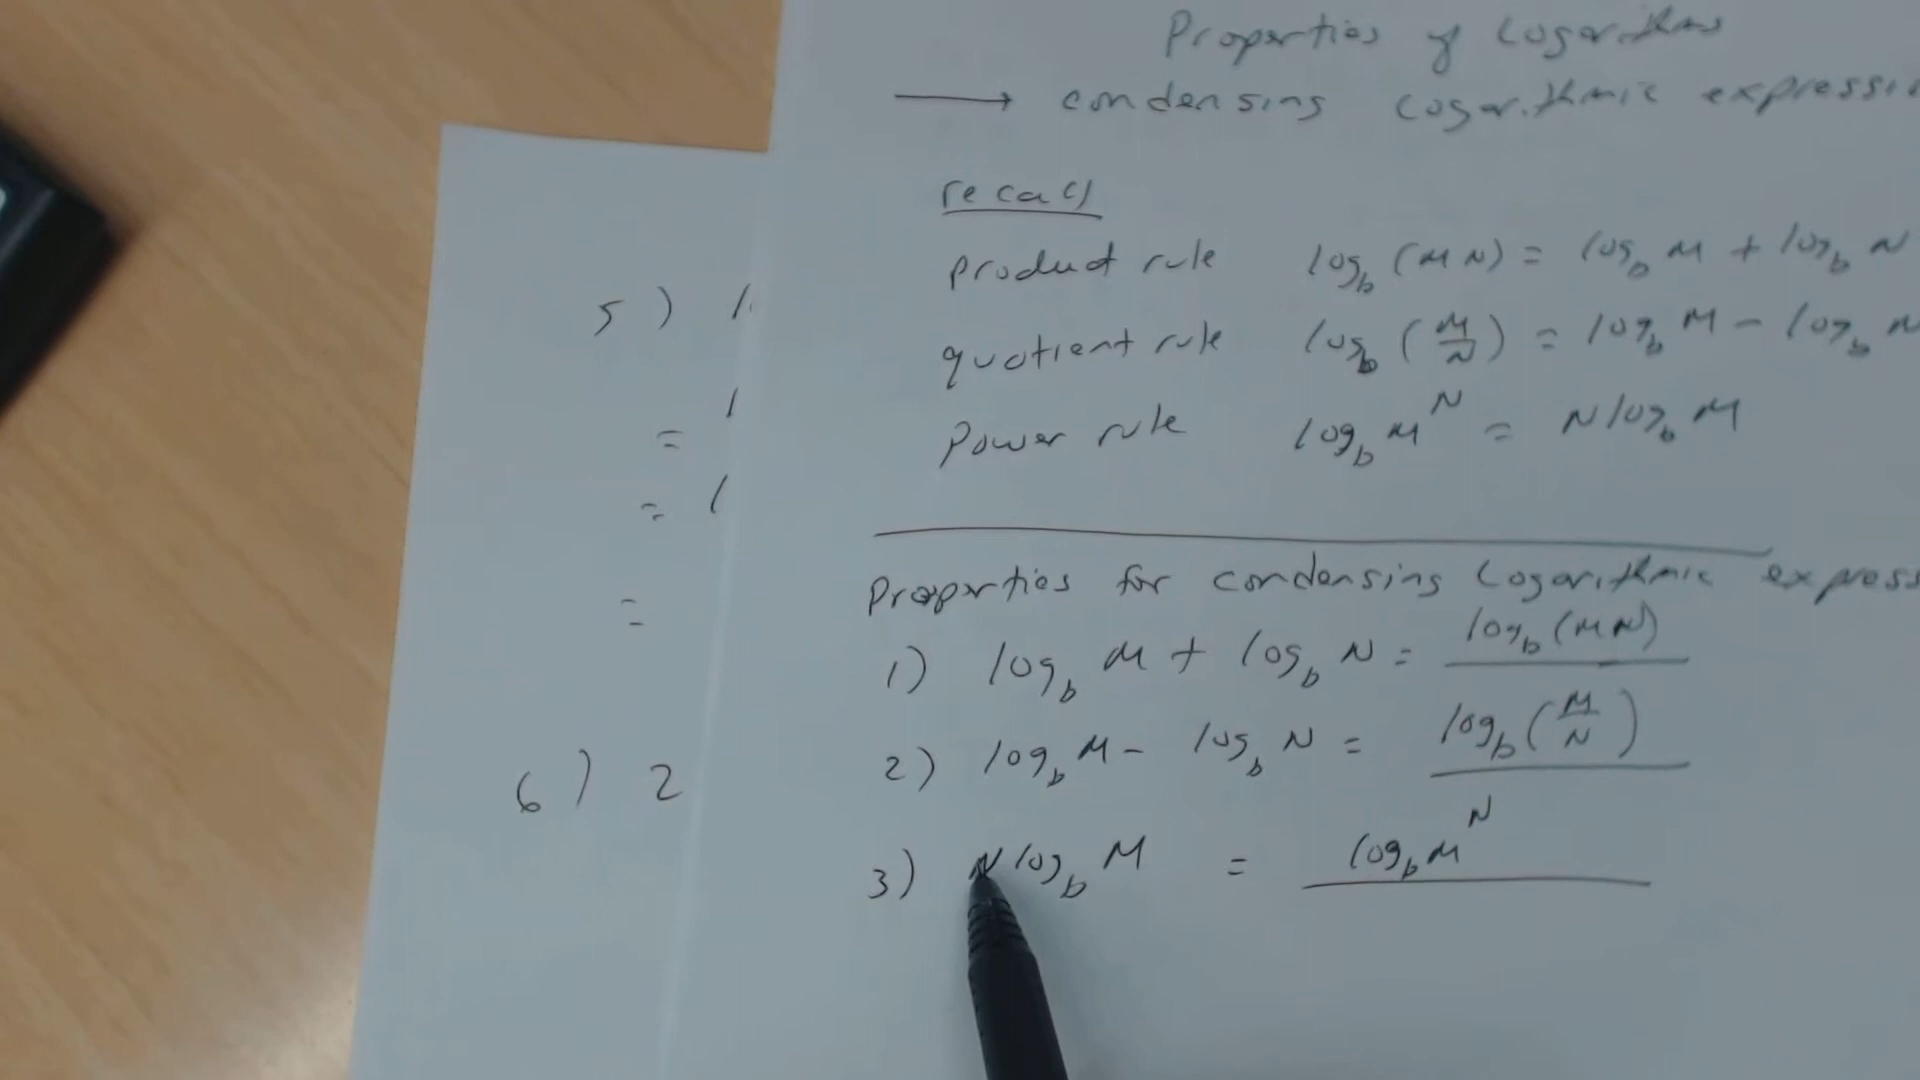 Properties of Logarithms
→ condensing Logarithmic
recall
product rule log_b (MN) = log_b M + log_b N
quotient rule log_b (M/N) = log_b M - log_b N
Power rule log_b M^N = N log_b M
Properties for condensing Logarithmic
1) log_b M + log_b N = log_b (MN)
2) log_b M - log_b N = log_b (M/N)
3) N log_b M = log_b M^N
5)
=
=
=
6) 2